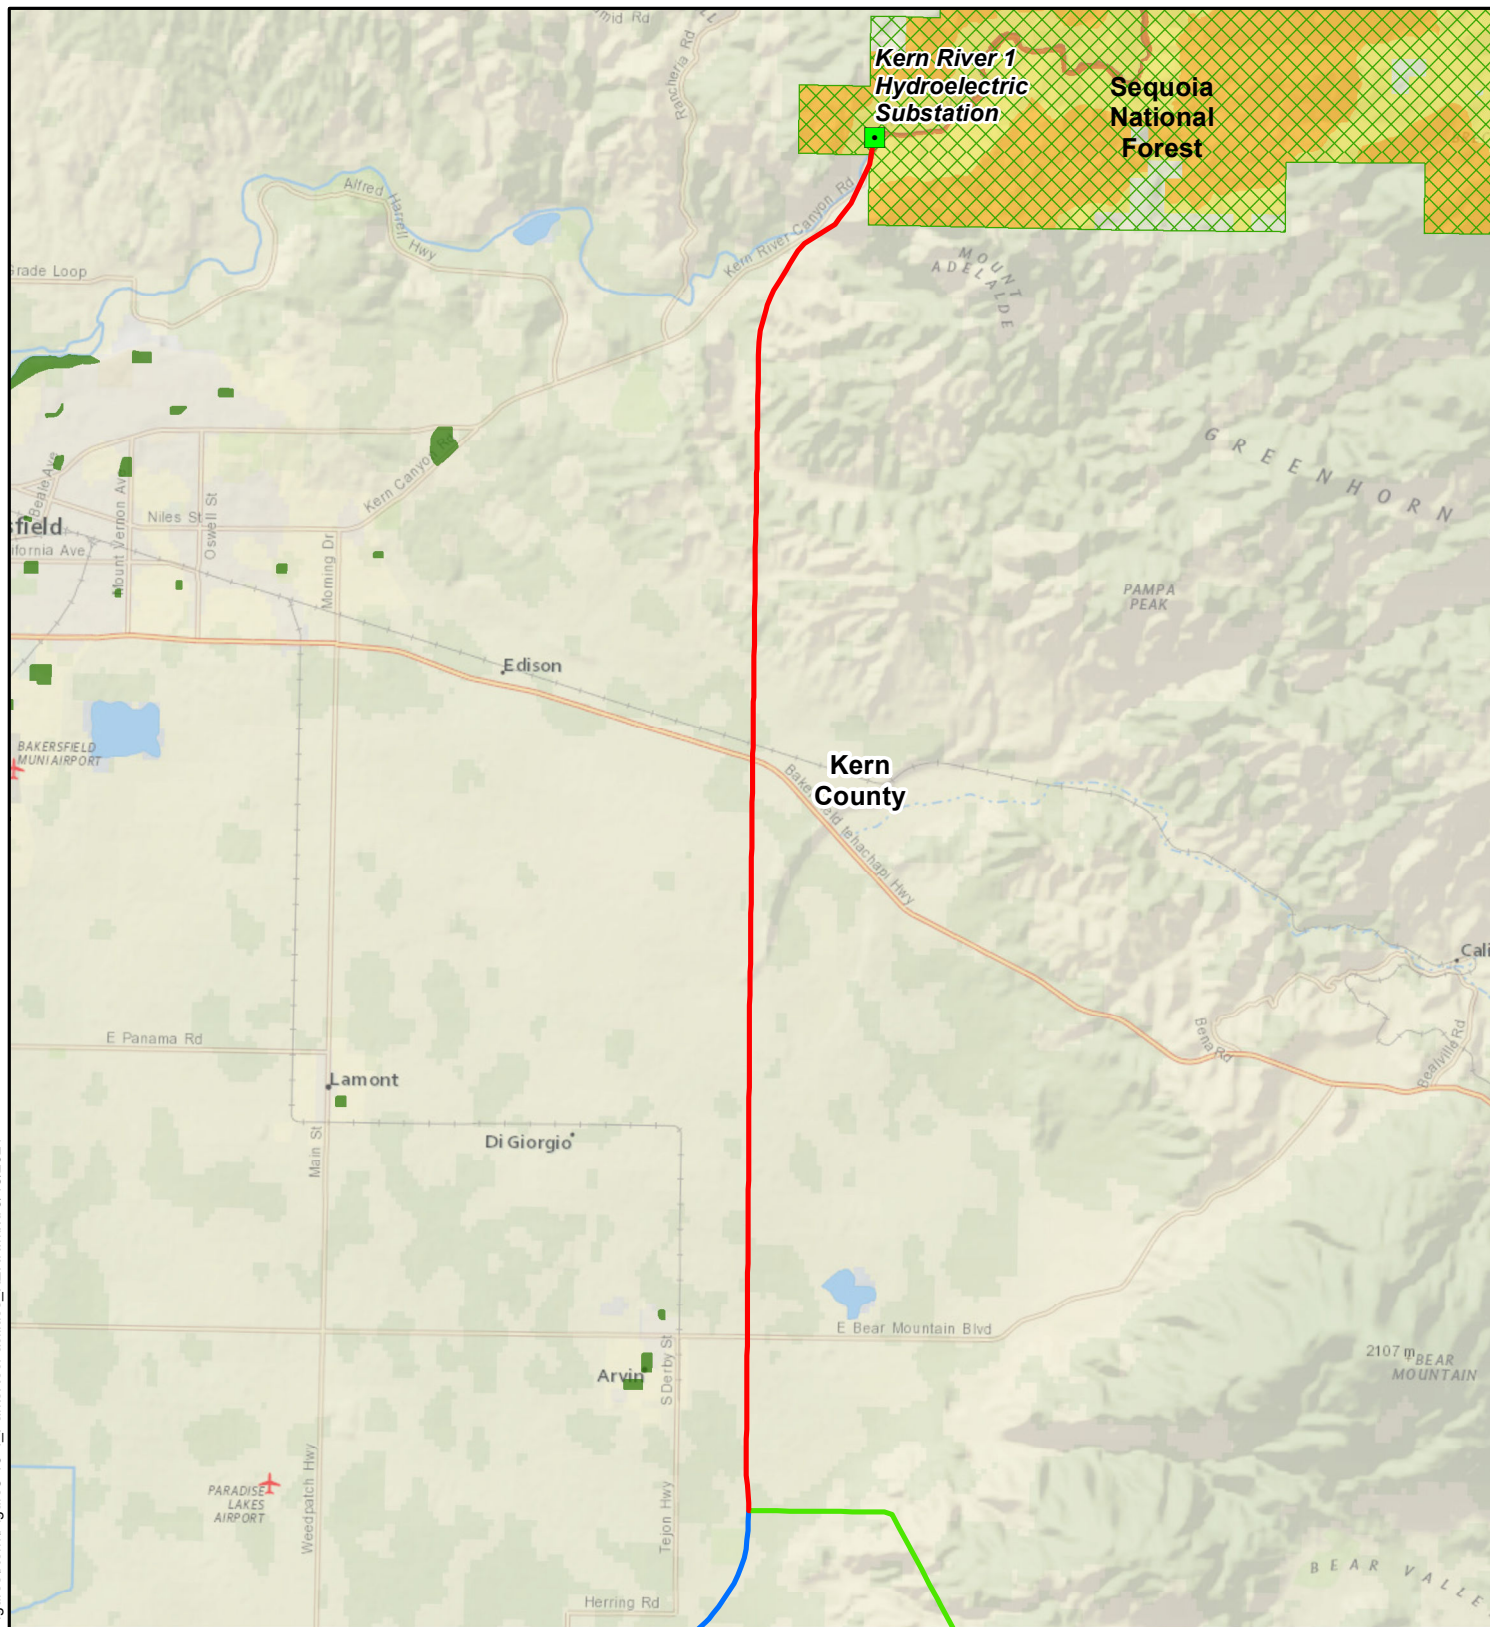 mid Rd
Rancheria Rd
Kern River 1
Hydroelectric
Substation
Sequoia
National
Forest
Alfred Harrell Hwy
Kern River Canyon Rd
MOUNT
ADELAIDE
Grade Loop
GREENHORN
Beale Ave
Mount Vernon Av
Kern Canyon Rd
Niles St
Oswell St
sfield
ifornia Ave
Morning Dr
PAMPA
PEAK
Edison
BAKERSFIELD
MUNI AIRPORT
Kern
County
Bakersfield Tehachapi Hwy
Cali
E Panama Rd
Bena Rd
Bealville Rd
Lamont
Di Giorgio
Main St
E Bear Mountain Blvd
S Derby St
2107 m
BEAR
MOUNTAIN
Arvin
PARADISE
LAKES
AIRPORT
Weedpatch Hwy
Tejon Hwy
BEAR VALLE
Herring Rd